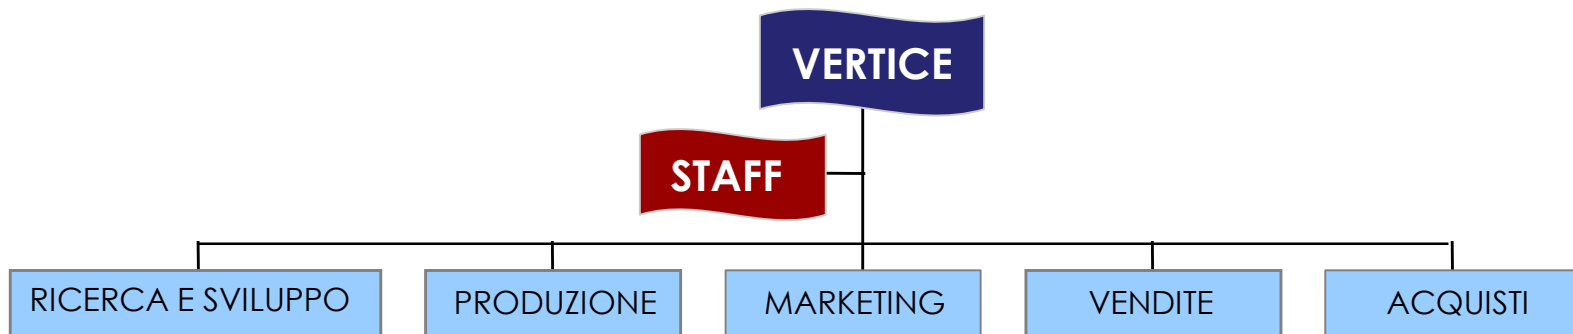 VERTICE
STAFF
RICERCA E SVILUPPO
PRODUZIONE
MARKETING
VENDITE
ACQUISTI